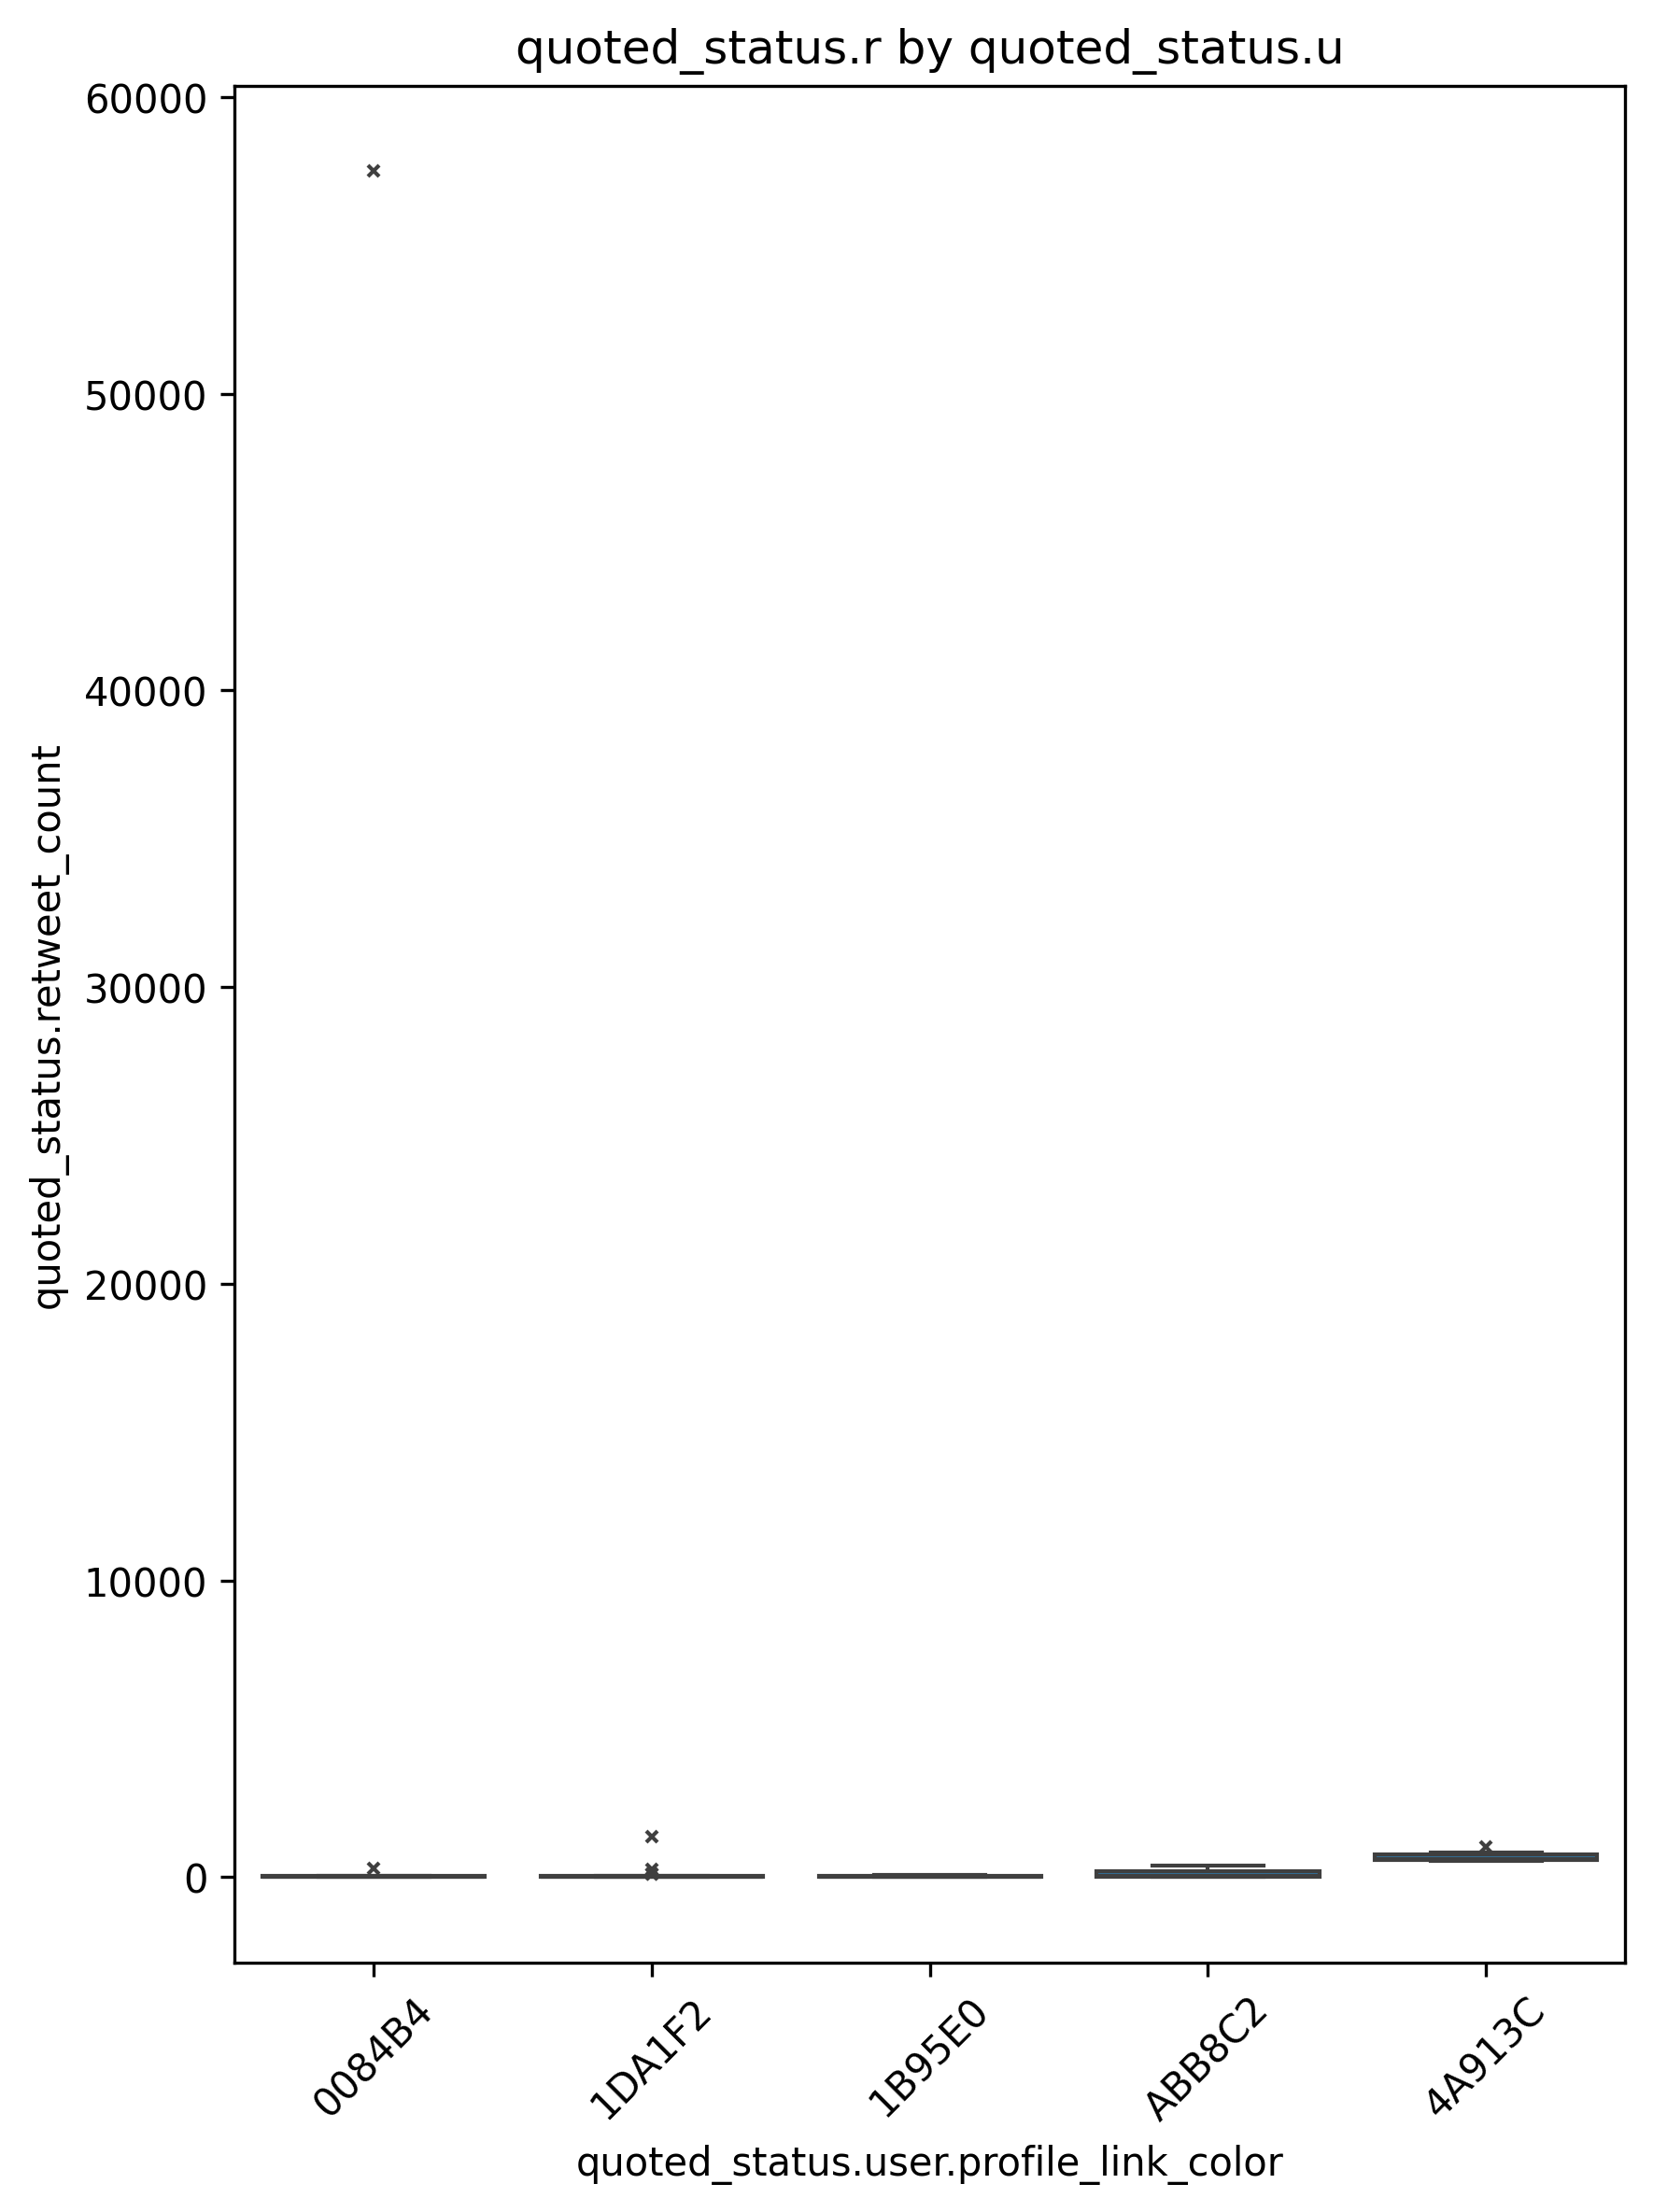 quoted_status.r by quoted_status.u
60000
50000
40000
30000
20000
10000
0
quoted_status.retweet_count
0084B4
1DA1F2
1B95E0
ABB8C2
4A913C
quoted_status.user.profile_link_color